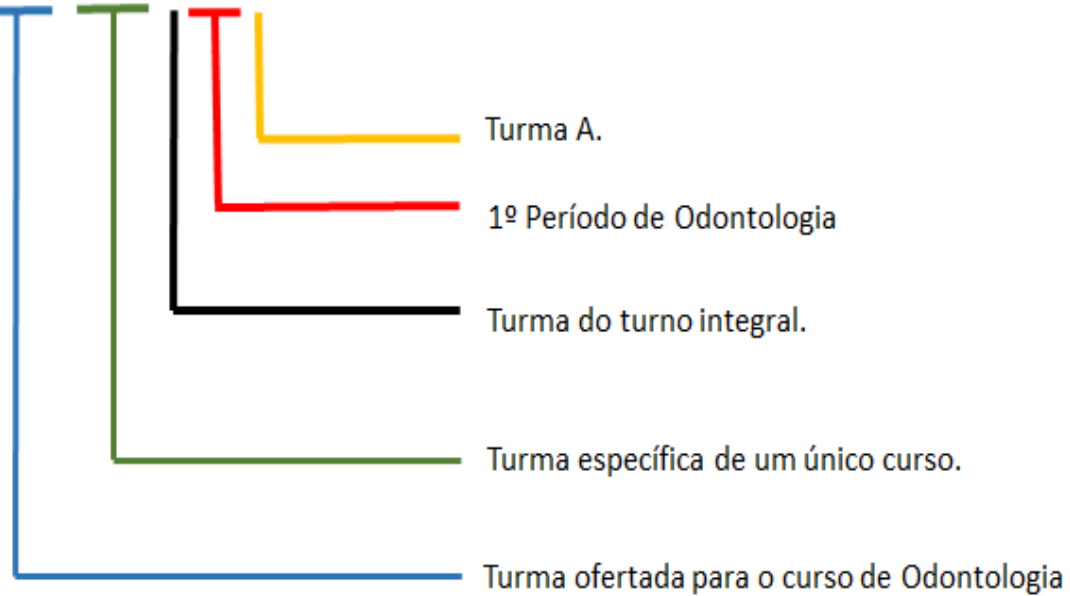 Turma A.
1º Período de Odontologia
Turma do turno integral.
Turma específica de um único curso.
Turma ofertada para o curso de Odontologia